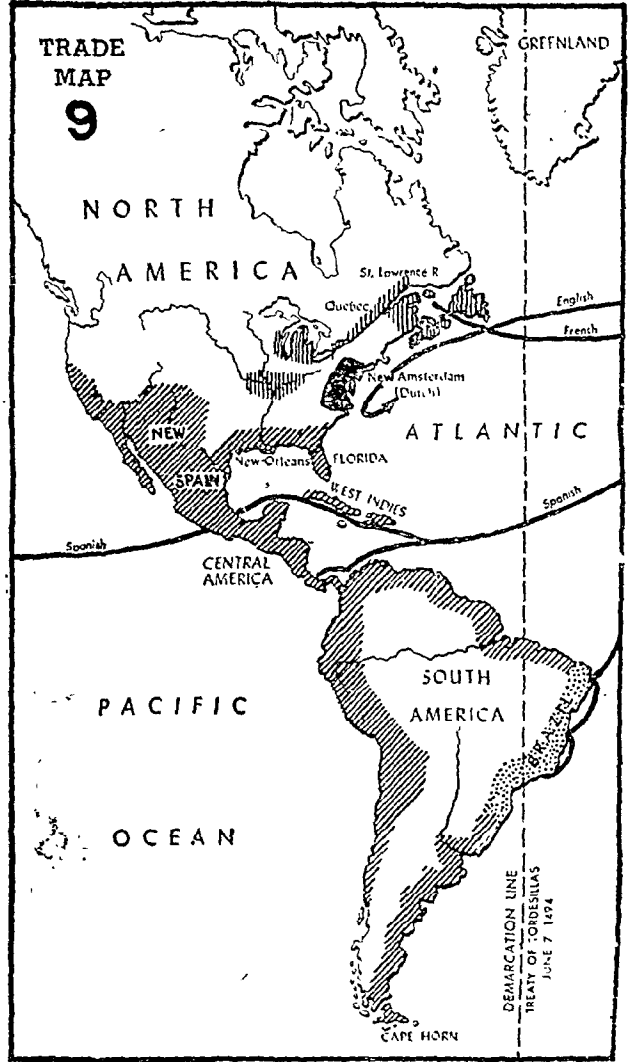 TRADE
MAP
9
GREENLAND
NORTH
AMERICA
St. Lawrence R
Quebec
English
French
New Amsterdam
(Dutch)
ATLANTIC
NEW
SPAIN
New Orleans
FLORIDA
WEST INDIES
Spanish
Spanish
CENTRAL
AMERICA
SOUTH
AMERICA
BRAZIL
PACIFIC
OCEAN
DEMARCATION LINE
TREATY OF TORDESILLAS
JUNE 7 1494
CAPE HORN